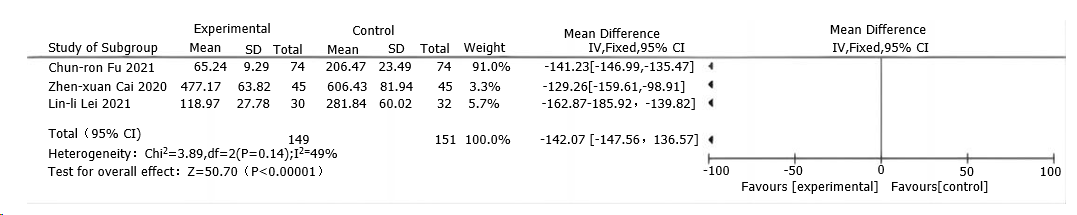 Experimental Control Mean Difference Mean Difference
Study of Subgroup Mean SD Total Mean SD Total Weight IV,Fixed,95% CI IV,Fixed,95% CI
Chun-ron Fu 2021 65.24 9.29 74 206.47 23.49 74 91.0% -141.23[-146.99,-135.47]
Zhen-xuan Cai 2020 477.17 63.82 45 606.43 81.94 45 3.3% -129.26[-159.61,-98.91]
Lin-li Lei 2021 118.97 27.78 30 281.84 60.02 32 5.7% -162.87-185.92, -139.82]
Total (95% CI) 149 151 100.0% -142.07 [-147.56, 136.57]
Heterogeneity: Chi²=3.89,df=2(P=0.14);I²=49%
Test for overall effect: Z=50.70 (P<0.00001)
-100 -50 0 50 100
Favours [experimental] Favours[control]